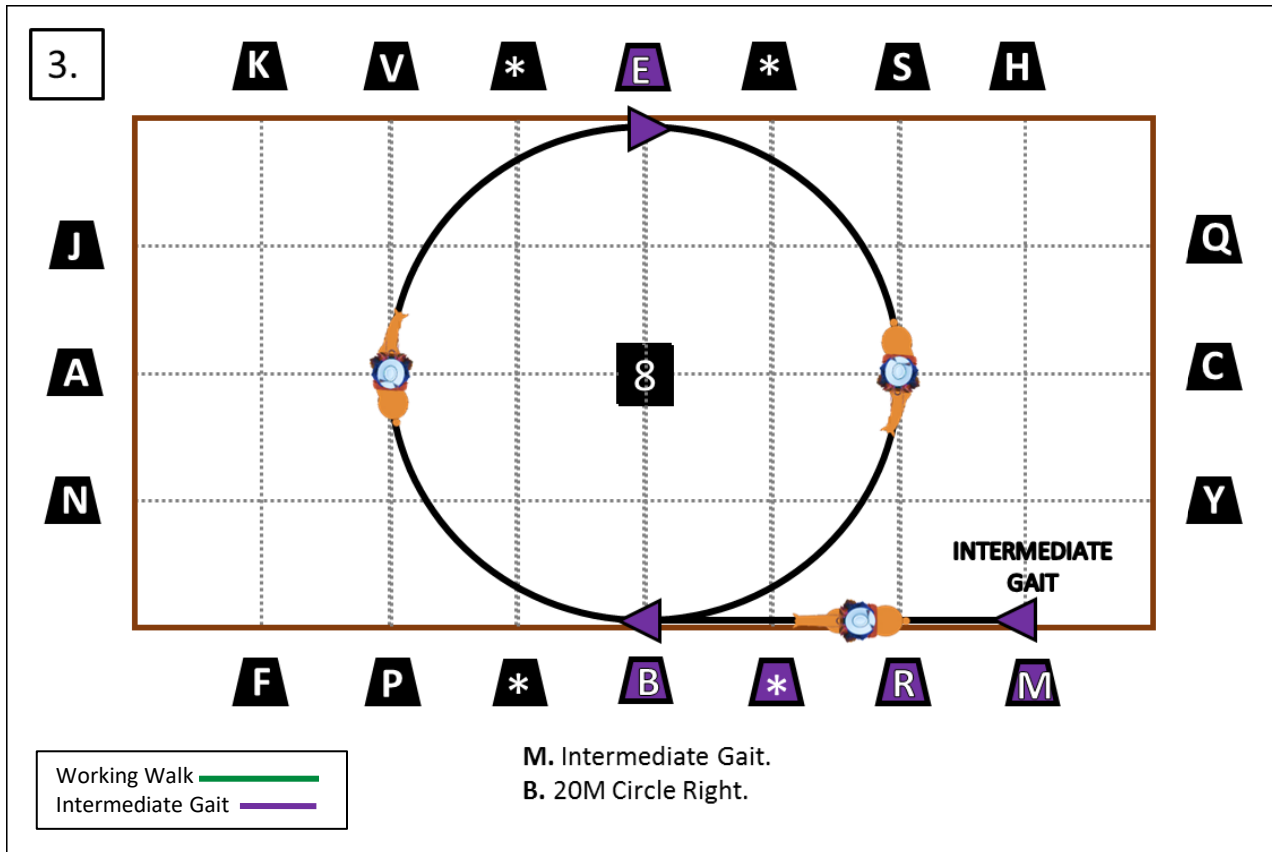 3.
K V * E * S H
J Q
A 8 C
N Y
INTERMEDIATE
GAIT
F P * B * R M
Working Walk
Intermediate Gait
M. Intermediate Gait.
B. 20M Circle Right.